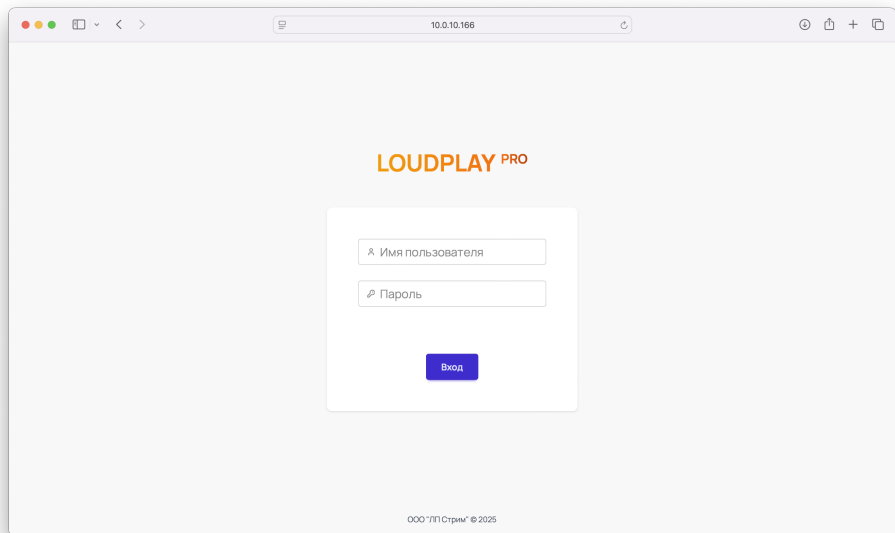 10.0.10.166
LOUDPLAY PRO
Имя пользователя
Пароль
Вход
ООО "ЛП Стрим" © 2025